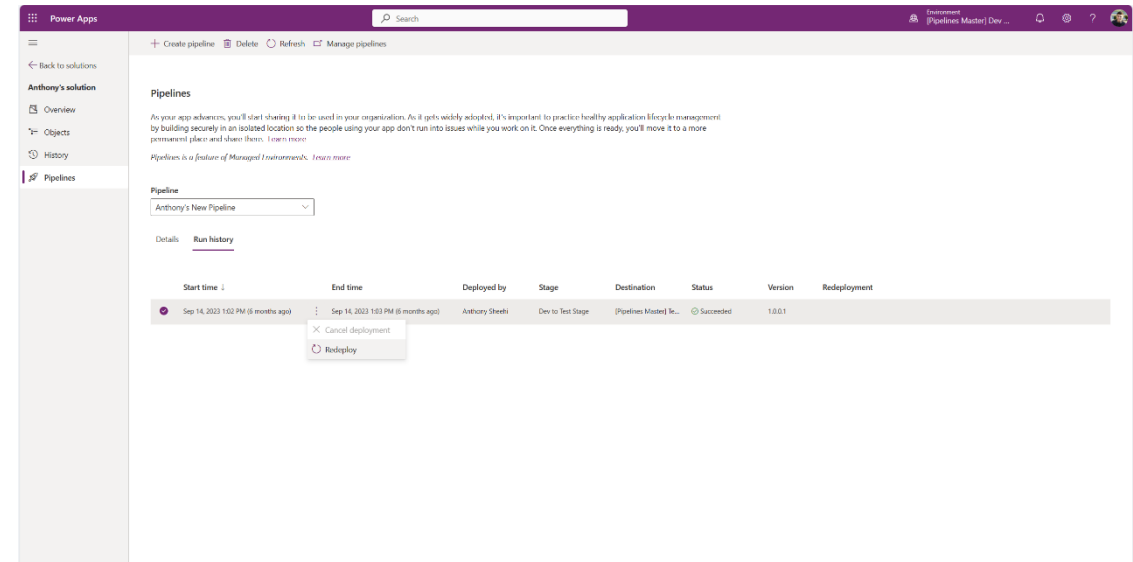 Power Apps
Search
Environment
[Pipelines Master] Dev ...
?
Create pipeline Delete Refresh Manage pipelines
Back to solutions
Anthony's solution
Overview
Objects
History
Pipelines
Pipelines
As your app advances, you'll start sharing it to be used in your organization. As it gets widely adopted, it's important to practice healthy application lifecycle management
by building securely in an isolated location so the people using your app don't run into issues while you work on it. Once everything is ready, you'll move it to a more
permanent place and share there. Learn more
Pipelines is a feature of Managed Environments. Learn more
Pipeline
Anthony's New Pipeline
Details Run history
Start time ↓ End time Deployed by Stage Destination Status Version Redeployment
Sep 14, 2023 1:02 PM (6 months ago) Sep 14, 2023 1:03 PM (6 months ago) Anthony Sheehi Dev to Test Stage [Pipelines Master] Te... Succeeded 1.0.0.1
Cancel deployment
Redeploy